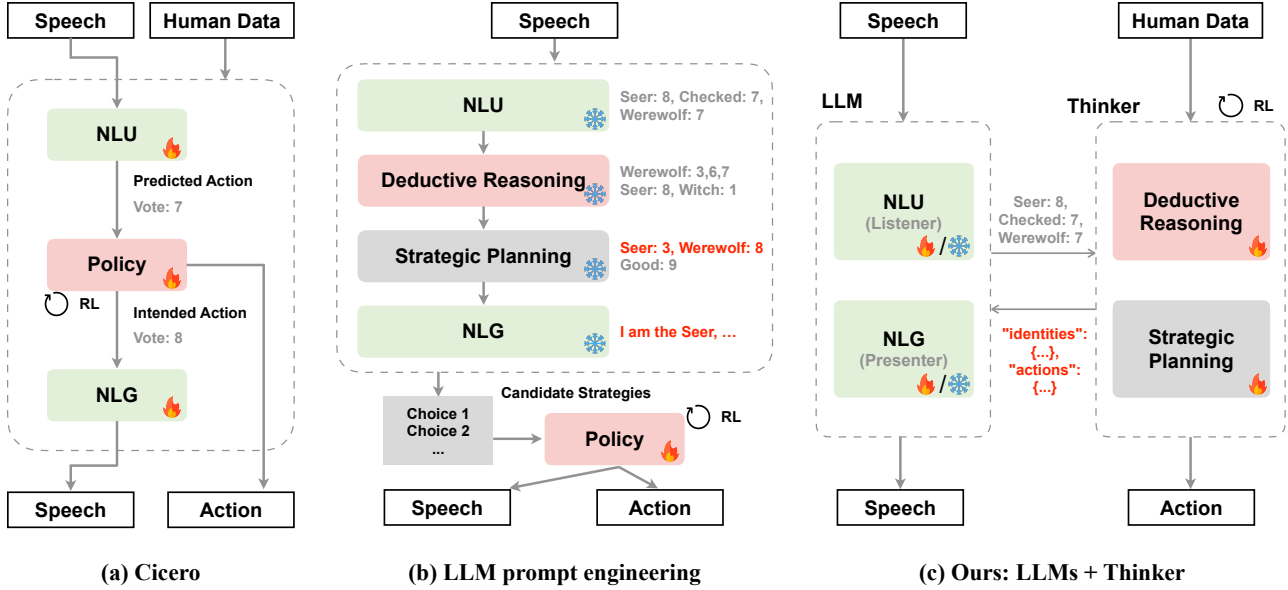 Speech
Human Data
NLU
Predicted Action
Vote: 7
Policy
RL
Intended Action
Vote: 8
NLG
Speech
Action
(a) Cicero
Speech
NLU
Seer: 8, Checked: 7,
Werewolf: 7
Deductive Reasoning
Werewolf: 3,6,7
Seer: 8, Witch: 1
Strategic Planning
Seer: 3, Werewolf: 8
Good: 9
NLG
I am the Seer, ...
Candidate Strategies
Choice 1
Choice 2
...
Policy
RL
Speech
Action
(b) LLM prompt engineering
Speech
Human Data
LLM
Thinker
RL
NLU
(Listener)
/
Seer: 8,
Checked: 7,
Werewolf: 7
Deductive
Reasoning
NLG
(Presenter)
/
"identities":
{...},
"actions":
{...}
Strategic
Planning
Speech
Action
(c) Ours: LLMs + Thinker